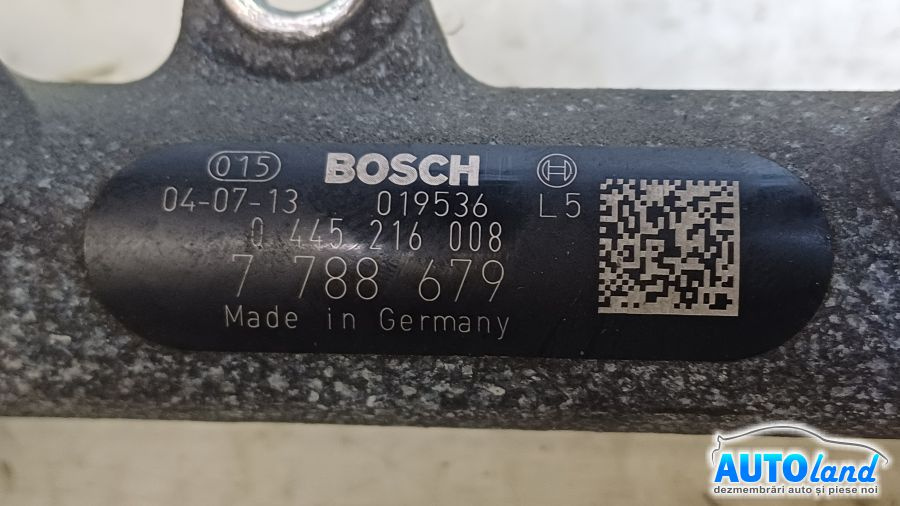 015 BOSCH
04-07-13 019536 L5
0 445 216 008
7 788 679
Made in Germany
AUTOland
dezmembrări auto și piese noi